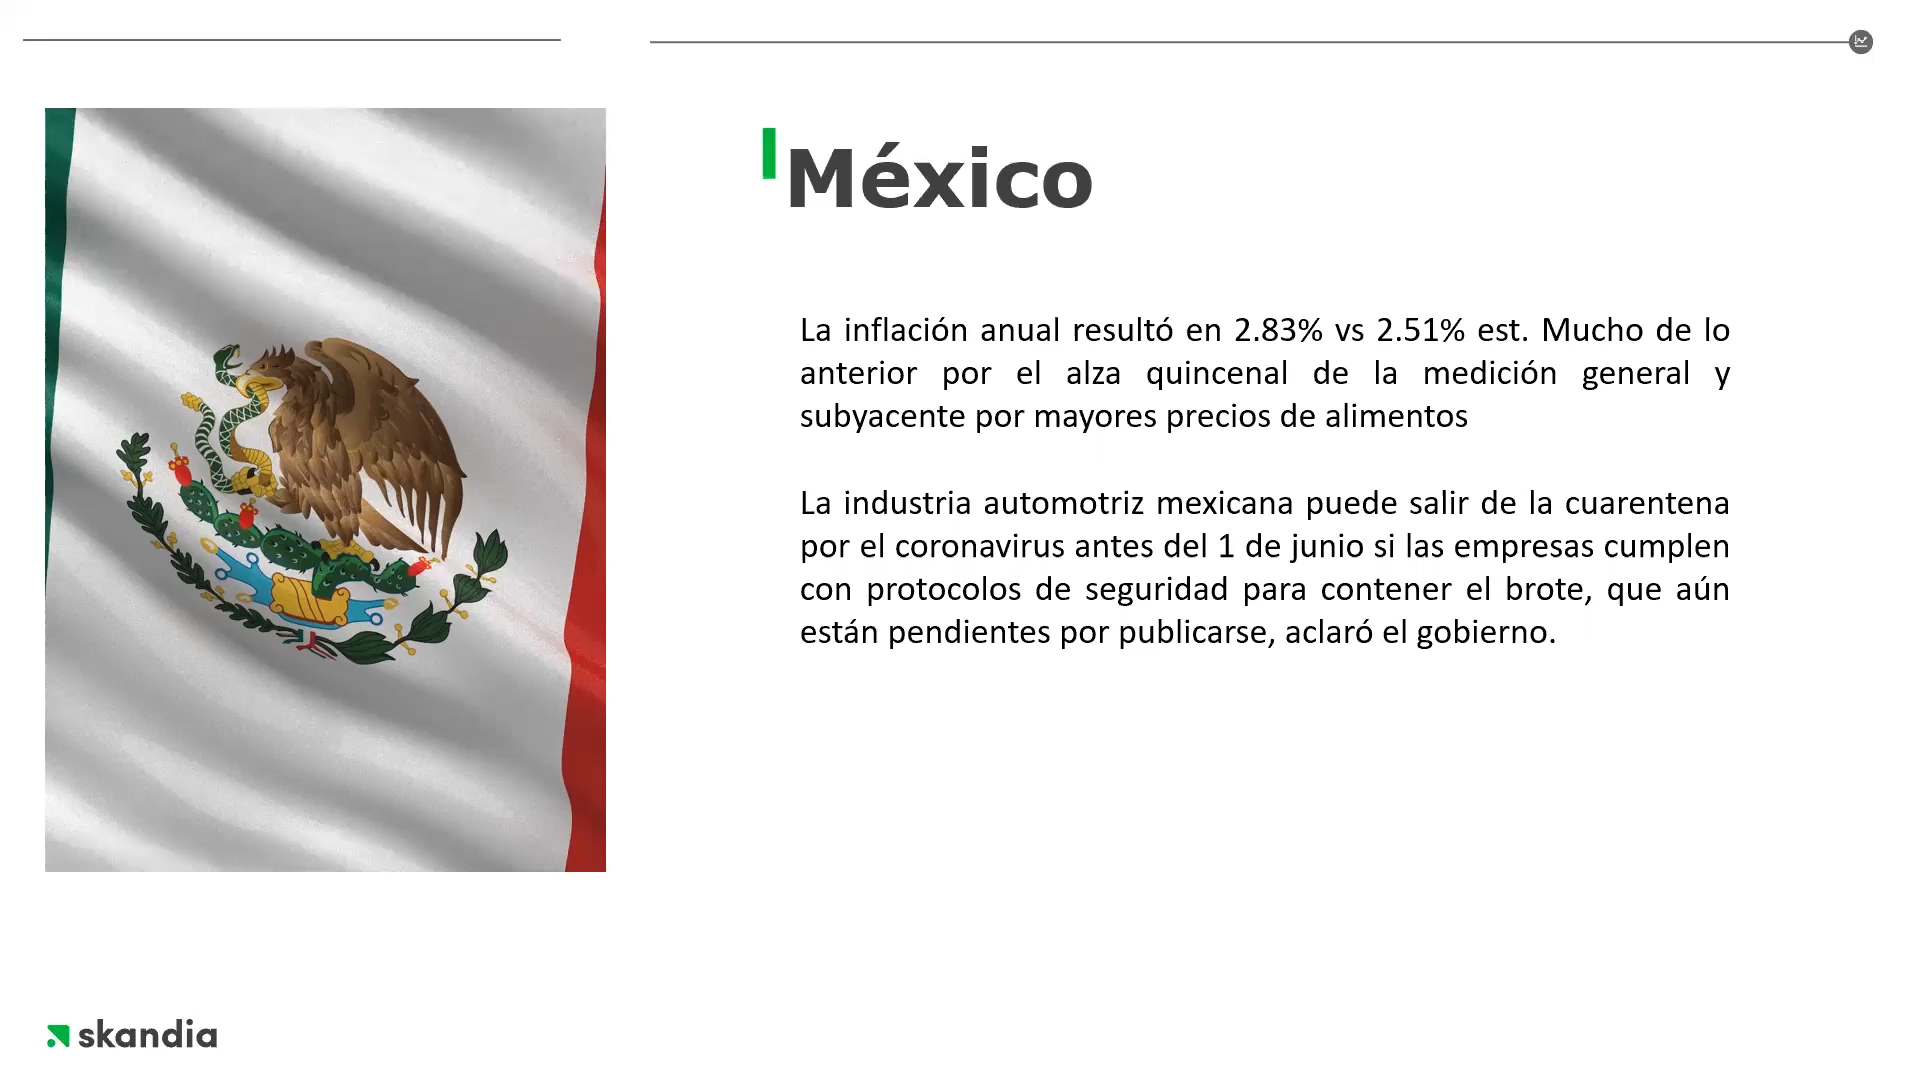 México
La inflación anual resultó en 2.83% vs 2.51% est. Mucho de lo
anterior por el alza quincenal de la medición general y
subyacente por mayores precios de alimentos
La industria automotriz mexicana puede salir de la cuarentena
por el coronavirus antes del 1 de junio si las empresas cumplen
con protocolos de seguridad para contener el brote, que aún
están pendientes por publicarse, aclaró el gobierno.
skandia